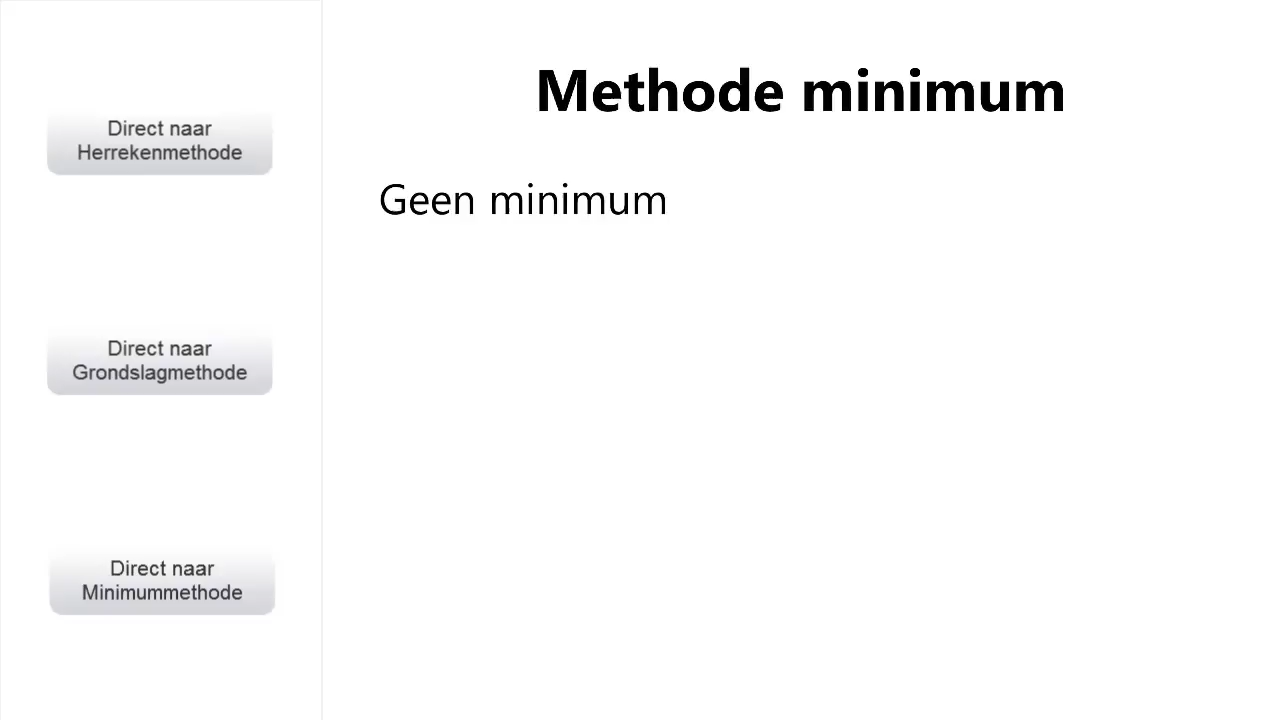 Methode minimum
Geen minimum
Direct naar
Herrekenmethode
Direct naar
Grondslagmethode
Direct naar
Minimummethode